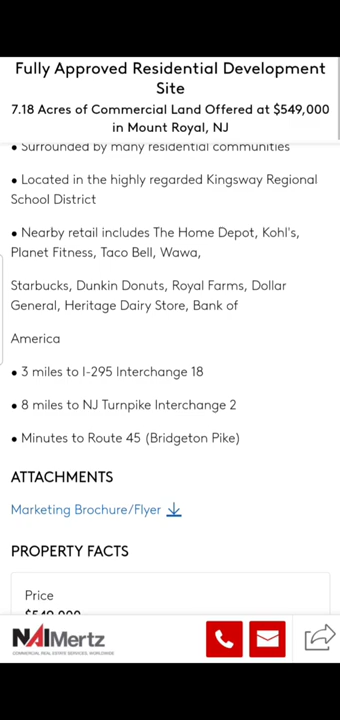 Fully Approved Residential Development
Site
7.18 Acres of Commercial Land Offered at $549,000
in Mount Royal, NJ
• Surrounded by many residential communities
• Located in the highly regarded Kingsway Regional
School District
• Nearby retail includes The Home Depot, Kohl's,
Planet Fitness, Taco Bell, Wawa,
Starbucks, Dunkin Donuts, Royal Farms, Dollar
General, Heritage Dairy Store, Bank of
America
• 3 miles to I-295 Interchange 18
• 8 miles to NJ Turnpike Interchange 2
• Minutes to Route 45 (Bridgeton Pike)
ATTACHMENTS
Marketing Brochure/Flyer
PROPERTY FACTS
Price
$549,000
NAIMertz
COMMERCIAL REAL ESTATE SERVICES, WORLDWIDE